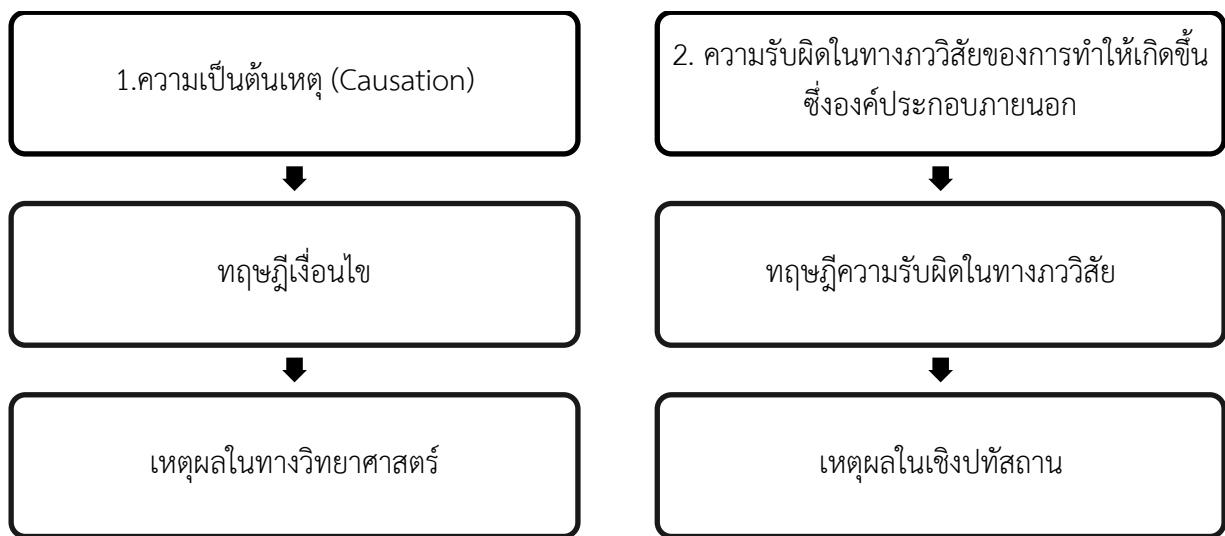 1.ความเป็นต้นเหตุ (Causation)
ทฤษฎีเงื่อนไข
เหตุผลในทางวิทยาศาสตร์
2. ความรับผิดในทางภววิสัยของการทำให้เกิดขึ้น
ซึ่งองค์ประกอบภายนอก
ทฤษฎีความรับผิดในทางภววิสัย
เหตุผลในเชิงปทัสถาน